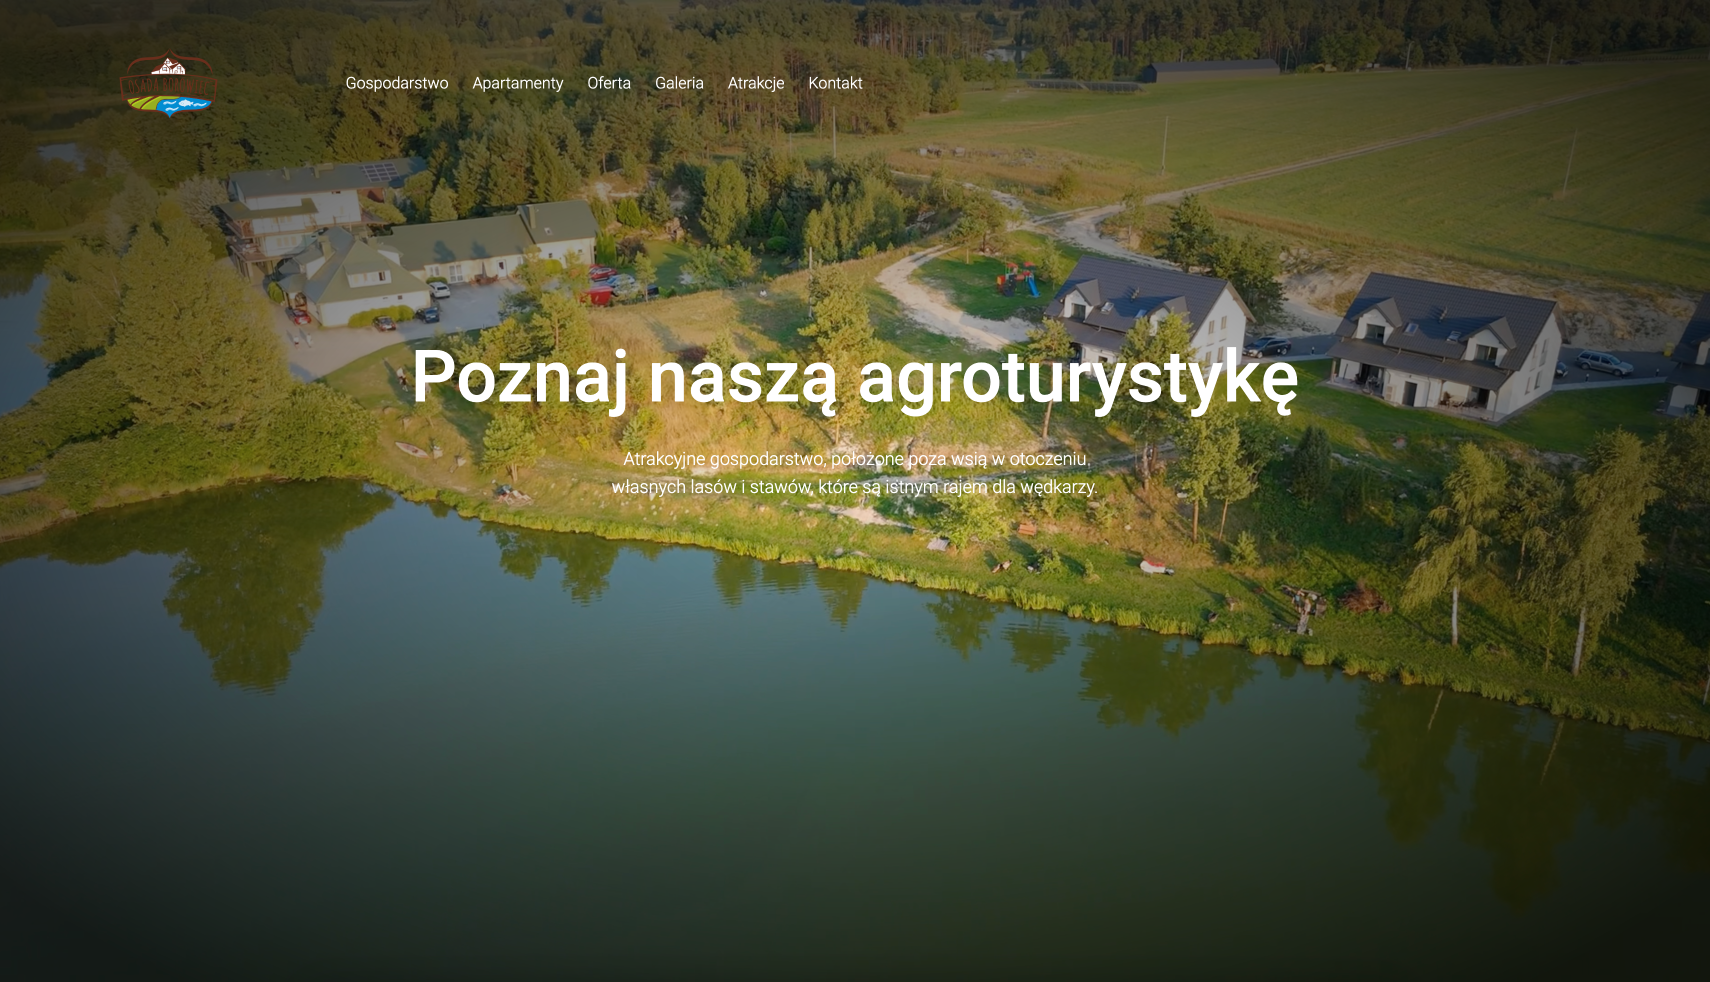 Gospodarstwo Apartamenty Oferta Galeria Atrakcje Kontakt
Poznaj naszą agroturystykę
Atrakcyjne gospodarstwo, położone poza wsią w otoczeniu
własnych lasów i stawów, które są istnym rajem dla wędkarzy.